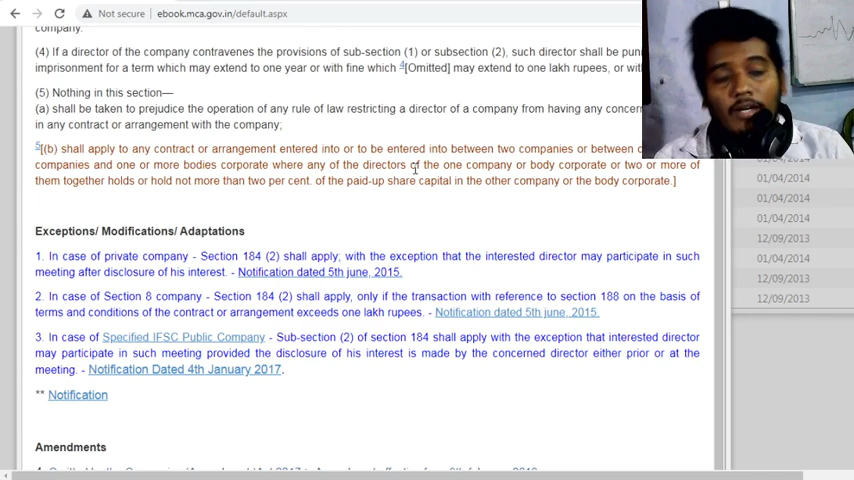 Not secure | ebook.mca.gov.in/default.aspx
company.
(4) If a director of the company contravenes the provisions of sub-section (1) or subsection (2), such director shall be
imprisonment for a term which may extend to one year or with fine which 4[Omitted] may extend to one lakh rupees, or
(5) Nothing in this section—
(a) shall be taken to prejudice the operation of any rule of law restricting a director of a company from having any
in any contract or arrangement with the company;
5[(b) shall apply to any contract or arrangement entered into or to be entered into between two companies or between
companies and one or more bodies corporate where any of the directors of the one company or body corporate or two or more of
them together holds or hold not more than two per cent. of the paid-up share capital in the other company or the body corporate.]
01/04/2014
01/04/2014
01/04/2014
12/09/2013
01/04/2014
12/09/2013
12/09/2013
Exceptions/ Modifications/ Adaptations
1. In case of private company - Section 184 (2) shall apply; with the exception that the interested director may participate in such
meeting after disclosure of his interest. - Notification dated 5th june, 2015.
2. In case of Section 8 company - Section 184 (2) shall apply, only if the transaction with reference to section 188 on the basis of
terms and conditions of the contract or arrangement exceeds one lakh rupees. - Notification dated 5th june, 2015.
3. In case of Specified IFSC Public Company - Sub-section (2) of section 184 shall apply with the exception that interested director
may participate in such meeting provided the disclosure of his interest is made by the concerned director either prior or at the
meeting. - Notification Dated 4th January 2017.
** Notification
Amendments